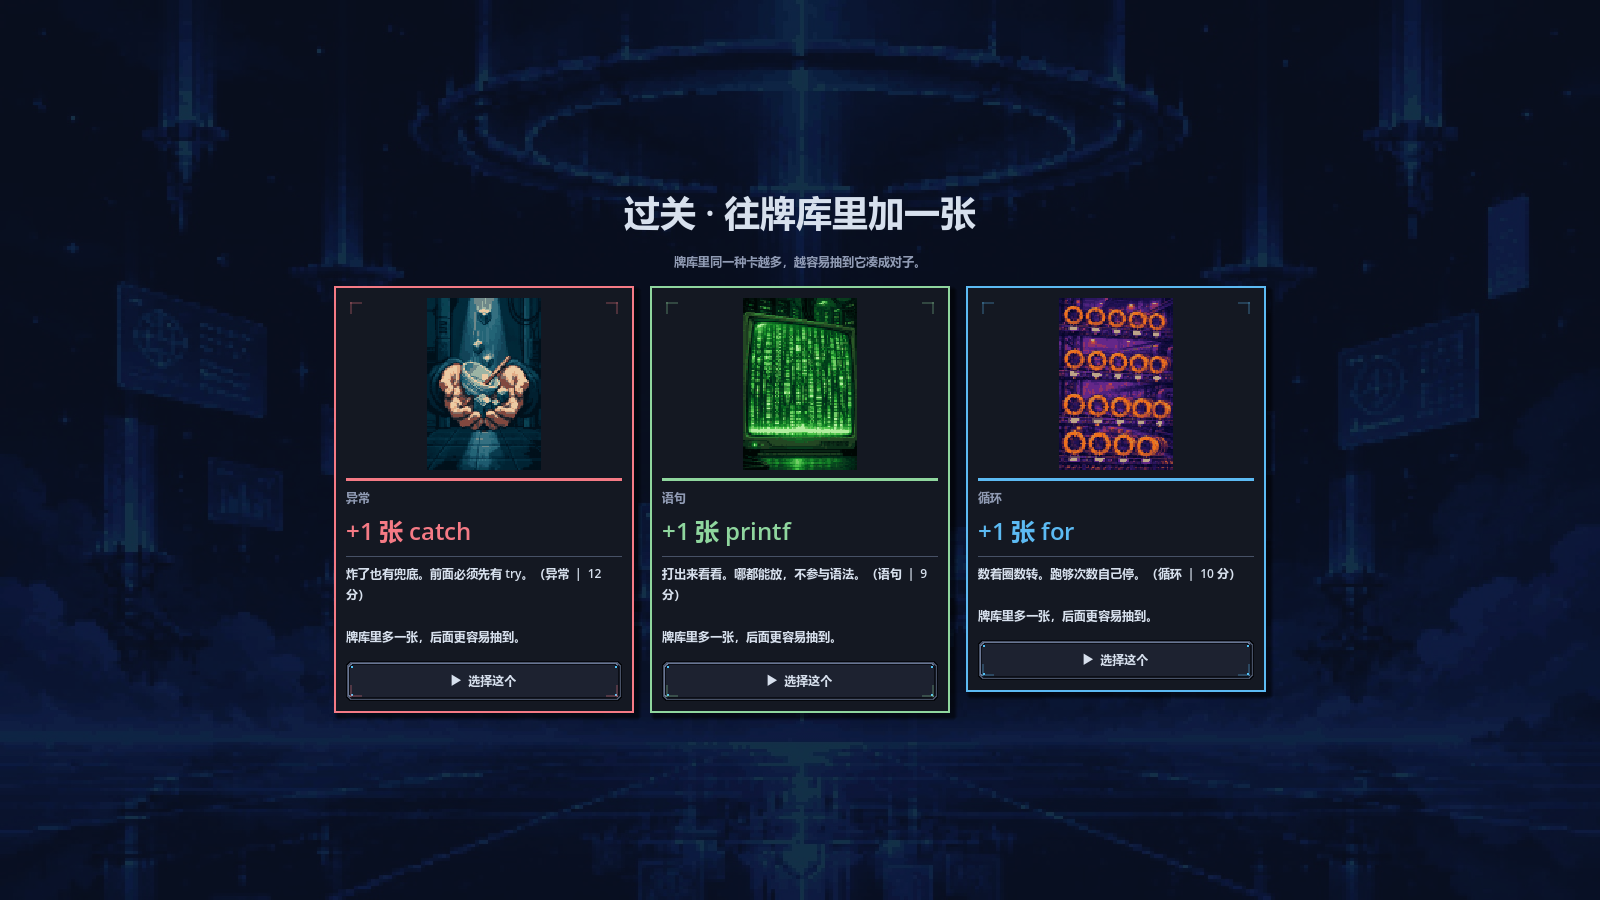 过关 · 往牌库里加一张
牌库里同一种卡越多，越容易抽到它凑成对子。
异常
+1 张 catch
炸了也有兜底。前面必须先有 try。（异常 | 12
分）
牌库里多一张，后面更容易抽到。
▶ 选择这个
语句
+1 张 printf
打出来看看。哪都能放，不参与语法。（语句 | 9
分）
牌库里多一张，后面更容易抽到。
▶ 选择这个
循环
+1 张 for
数着圈数转。跑够次数自己停。（循环 | 10 分）
牌库里多一张，后面更容易抽到。
▶ 选择这个